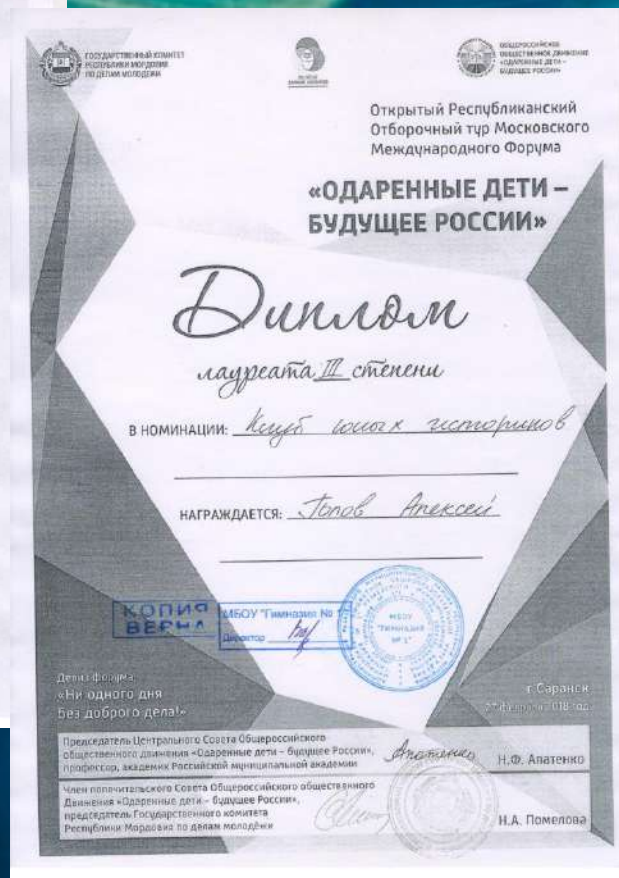 ГОСУДАРСТВЕННЫЙ КОМИТЕТ
РЕСПУБЛИКИ МОРДОВИЯ
ПО ДЕЛАМ МОЛОДЕЖИ
ОБЩЕРОССИЙСКОЕ
ОБЩЕСТВЕННОЕ ДВИЖЕНИЕ
«ОДАРЕННЫЕ ДЕТИ –
БУДУЩЕЕ РОССИИ»
Открытый Республиканский
Отборочный тур Московского
Международного Форума
«ОДАРЕННЫЕ ДЕТИ –
БУДУЩЕЕ РОССИИ»
Диплом
лауреата III степени
В НОМИНАЦИИ: Клуб юных историков
НАГРАЖДАЕТСЯ: Попов Алексей
КОПИЯ
ВЕРНА
МБОУ "Гимназия №
Директор
МБОУ
"ГИМНАЗИЯ
Девиз форума:
«Ни одного дня
Без доброго дела!»
г.Саранск
27 февраля 2018 год
Председатель Центрального Совета Общероссийского
общественного движения «Одаренные дети – будущее России»,
профессор, академик Российской муниципальной академии
Апатенко
Н.Ф. Апатенко
Член попечительского Совета Общероссийского общественного
Движения «Одаренные дети – будущее России»,
председатель Государственного комитета
Республики Мордовия по делам молодёжи
Н.А. Помелова